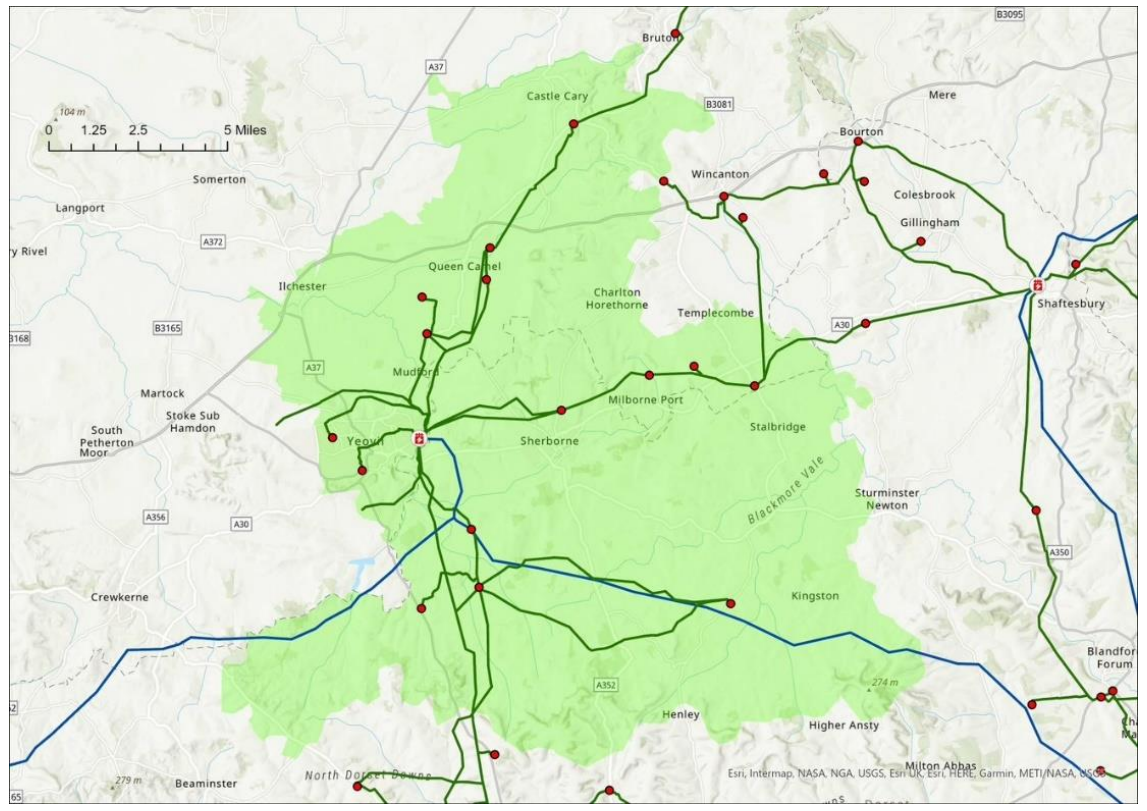 B3095
Bruton
A37
Castle Cary
Mere
B3081
104 m
0 1.25 2.5 5 Miles
Bourton
Wincanton
Somerton
Colesbrook
Langport
Gillingham
A372
ry Rivel
Queen Camel
Ilchester
Charlton
Horethorne
Shaftesbury
Templecombe
A30
B3165
3168
A37
Mudford
Martock
Milborne Port
Stoke Sub
Hamdon
South
Petherton
Moor
Yeovil
Sherborne
Stalbridge
Blackmore Vale
Sturminster
Newton
A356
A30
A350
Crewkerne
Kingston
Blandford
Forum
A352
274 m
52
Henley
Higher Ansty
Milton Abbas
North Dorset Downs
279 m
Beaminster
Esri, Intermap, NASA, NGA, USGS, Esri UK, Esri, HERE, Garmin, METI/NASA, USGS
65